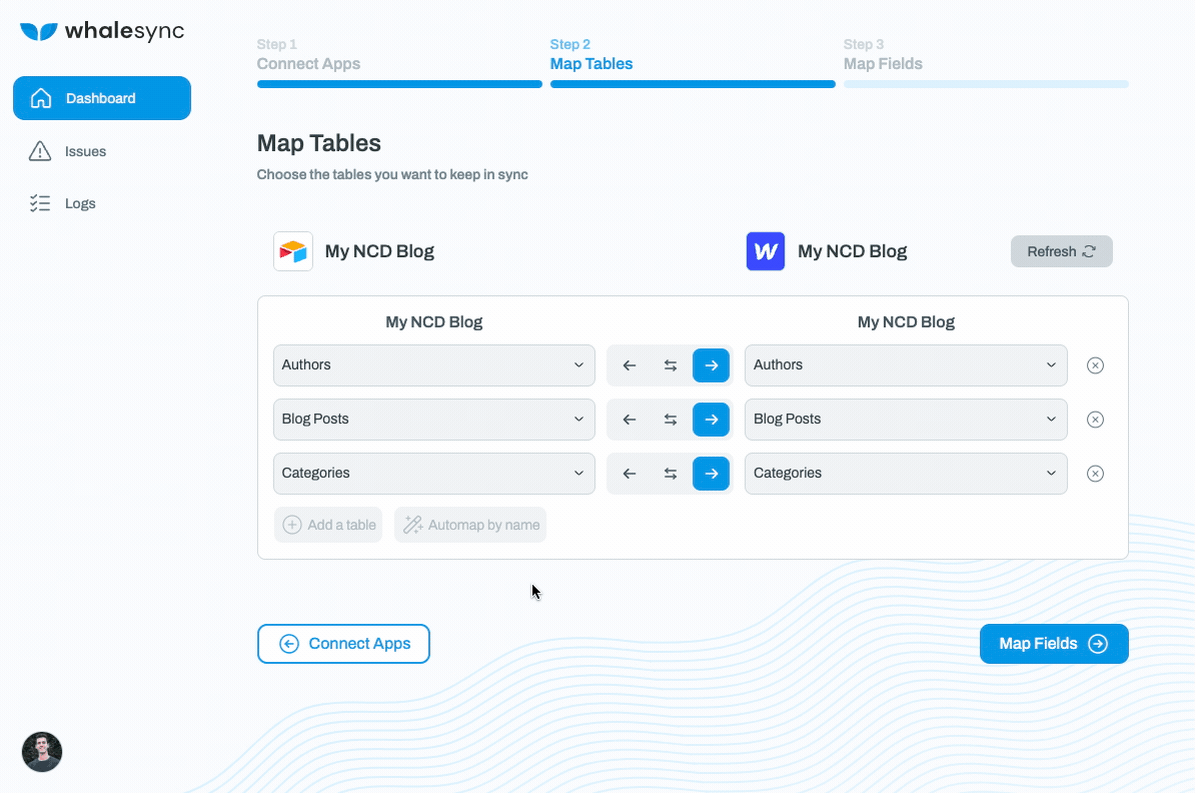 whalesync
Dashboard
Issues
Logs
Step 1
Connect Apps
Step 2
Map Tables
Step 3
Map Fields
Map Tables
Choose the tables you want to keep in sync
My NCD Blog
W My NCD Blog
Refresh
My NCD Blog My NCD Blog
Authors Authors
Blog Posts Blog Posts
Categories Categories
Add a table Automap by name
Connect Apps Map Fields